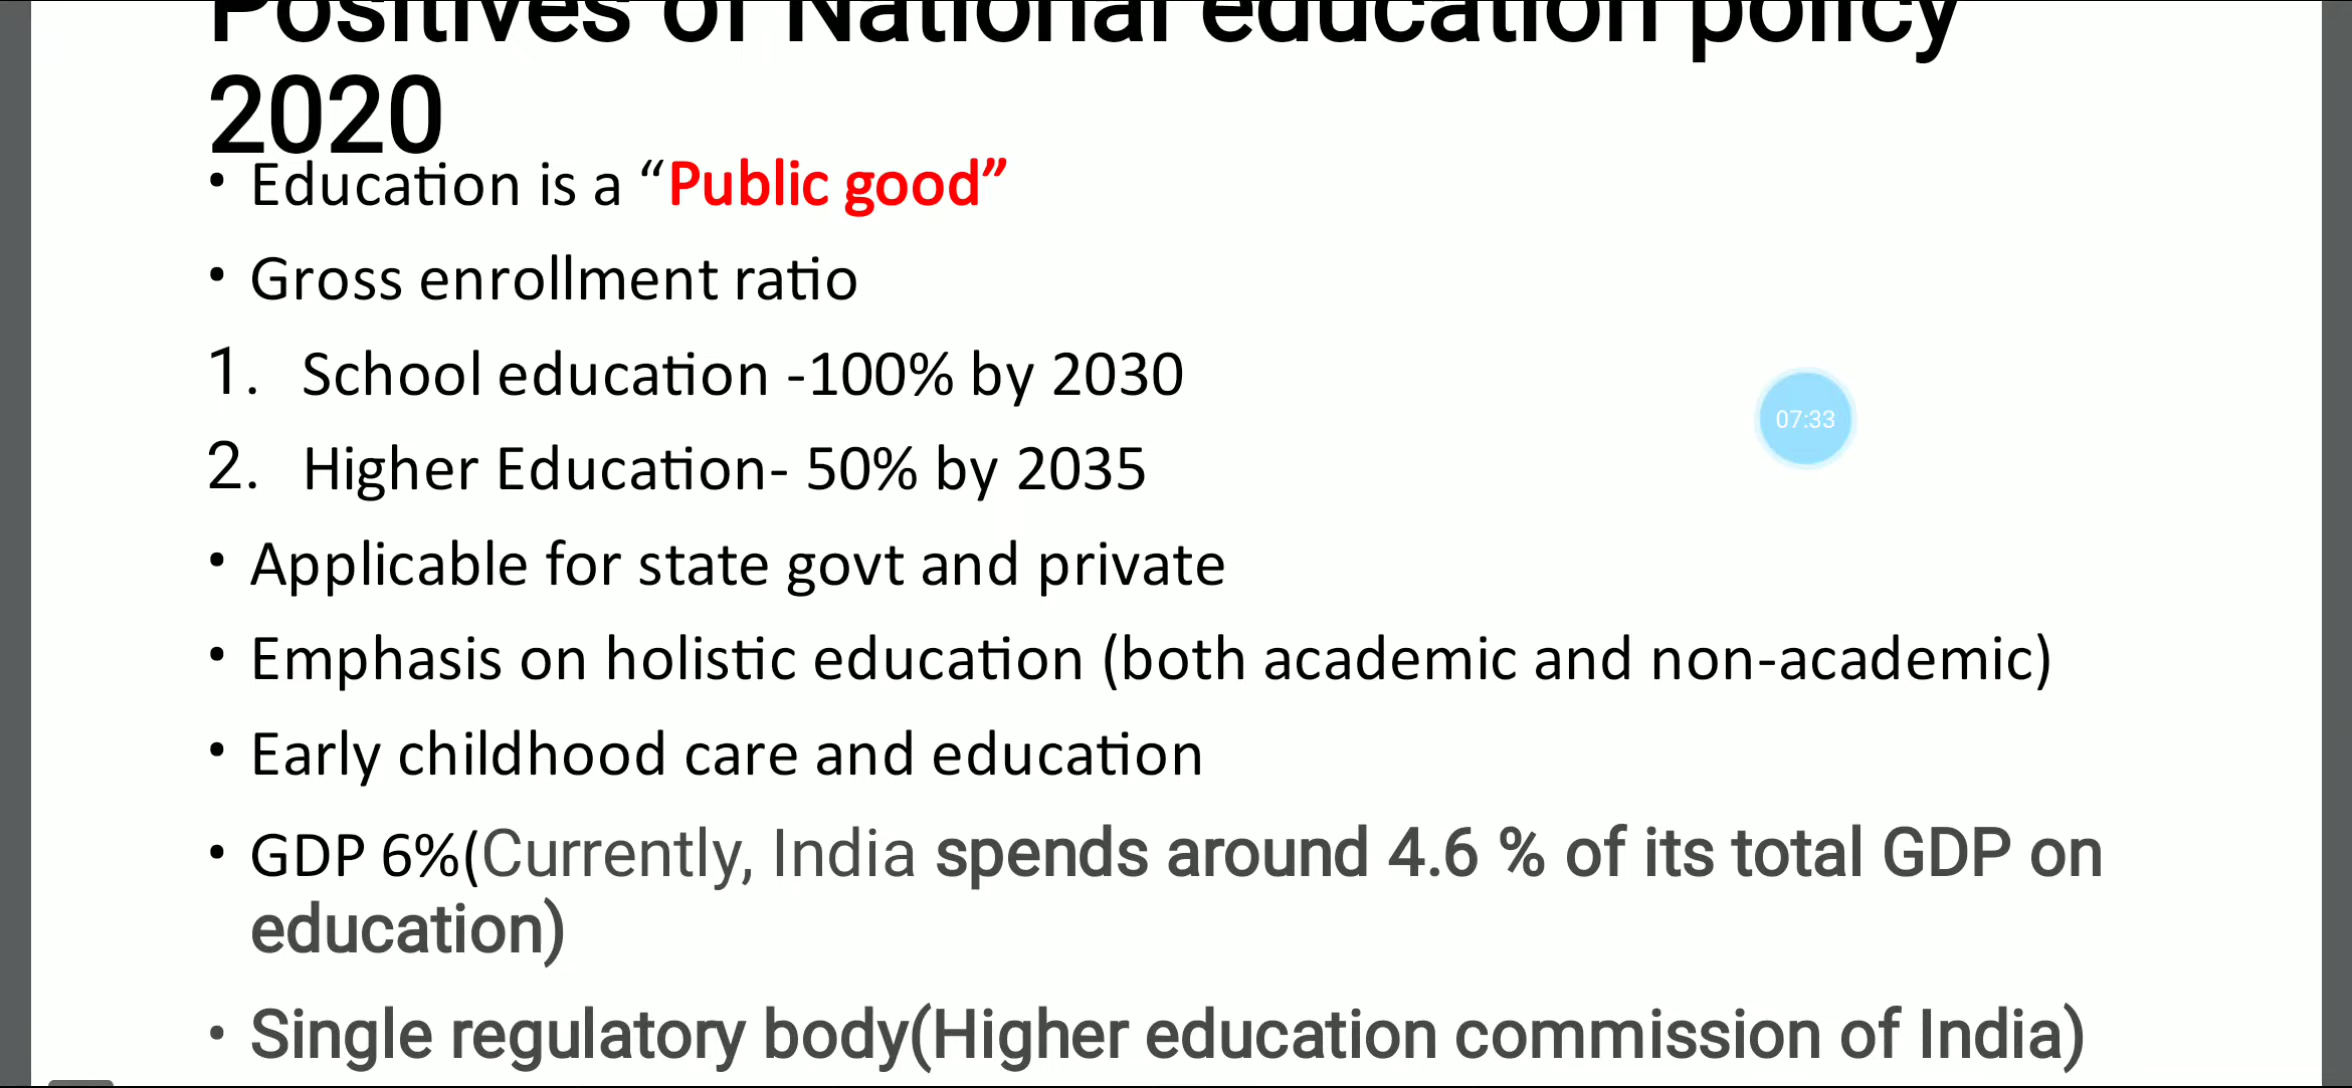 Positives of National education policy
2020
• Education is a “Public good”
• Gross enrollment ratio
1. School education -100% by 2030
2. Higher Education- 50% by 2035
• Applicable for state govt and private
• Emphasis on holistic education (both academic and non-academic)
• Early childhood care and education
• GDP 6%(Currently, India spends around 4.6 % of its total GDP on
education)
• Single regulatory body(Higher education commission of India)
07:33